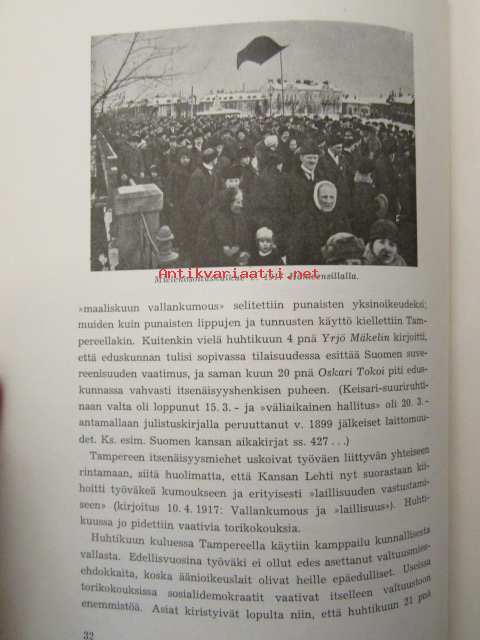 Antikvariaatti.net
Mielenosoituskulkue v. 1917 Hämeensillalla.
»maaliskuun vallankumous» selitettiin punaisten yksinoikeudeksi;
muiden kuin punaisten lippujen ja tunnusten käyttö kiellettiin Tam-
pereellakin. Kuitenkin vielä huhtikuun 4 pnä Yrjö Mäkelin kirjoitti,
että eduskunnan tulisi sopivassa tilaisuudessa esittää Suomen suve-
reenisuuden vaatimus, ja saman kuun 20 pnä Oskari Tokoi piti edus-
kunnassa vahvasti itsenäisyyshenkisen puheen. (Keisari-suuriruhti-
naan valta oli loppunut 15. 3. - ja »väliaikainen hallitus» oli 20. 3. -
antamallaan julistuskirjalla peruuttanut v. 1899 jälkeiset laittomuu-
det. Ks. esim. Suomen kansan aikakirjat ss. 427 . . .)
Tampereen itsenäisyysmiehet uskoivat työväen liittyvän yhteiseen
rintamaan, siitä huolimatta, että Kansan Lehti nyt suorastaan kii-
hoitti työväkeä kumoukseen ja erityisesti »laillisuuden vastustami-
seen» (kirjoitus 10. 4. 1917: Vallankumous ja »laillisuus»). Huhti-
kuussa jo pidettiin vaativia torikokouksia.
Huhtikuun kuluessa Tampereella käytiin kamppailu kunnallisesta
vallasta. Edellisvuosina työväki ei ollut edes asettanut valtuusmies-
ehdokkaita, koska äänioikeuslait olivat heille epäedulliset. Useissa
torikokouksissa sosialidemokraatit vaativat itselleen valtuustoon
enemmistöä. Asiat kiristyivät lopulta niin, että huhtikuun 21 pnä
32